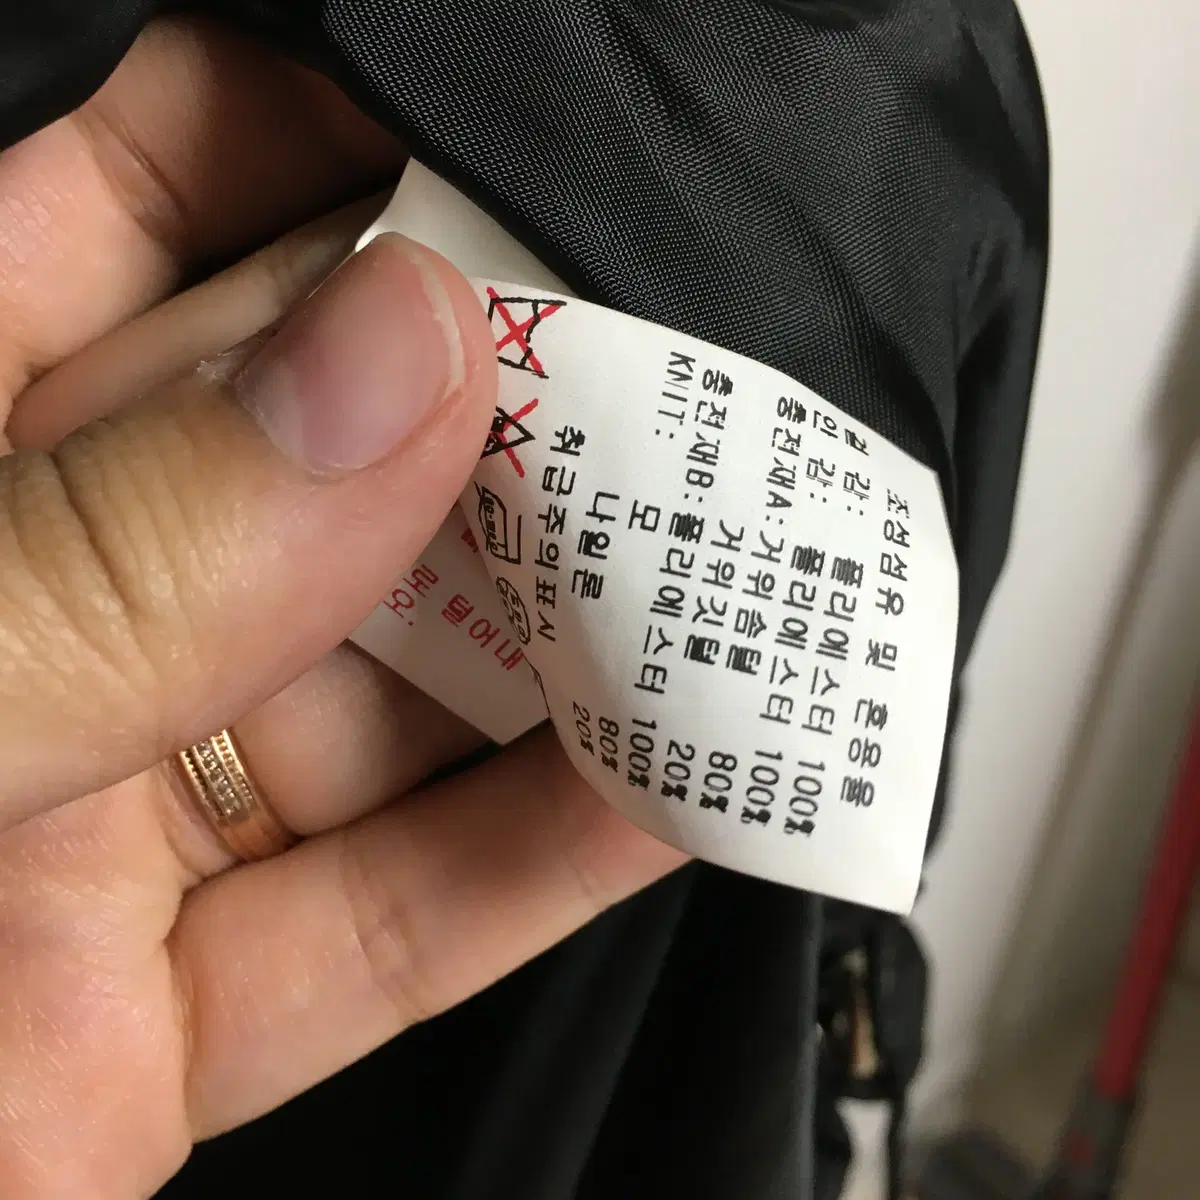 조성섬유 및 혼용율
겉 감: 폴리에스터 100%
안 감: 폴리에스터 100%
충전재A: 거위솜털 80%
거위깃털 20%
충전재B: 폴리에스터 100%
KNIT: 모 80%
나일론 20%
취급주의표시